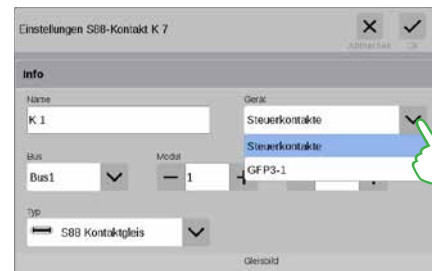 Einstellungen S88-Kontakt K 7
Abbrechen OK
Info
Name Gerät
K 1 Steuerkontakte
Steuerkontakte
GFP3-1
Bus Modul
Bus1 1
Typ
S88 Kontaktgleis
Gleisbild